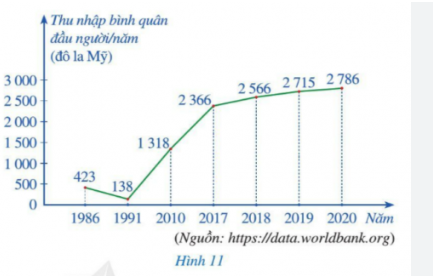 Thu nhập bình quân
đầu người/năm
(đô la Mỹ)
3 000
2 500
2 000
1 500
1 000
500
0
423
138
1 318
2 366
2 566
2 715
2 786
1986 1991 2010 2017 2018 2019 2020 Năm
(Nguồn: https://data.worldbank.org)
Hình 11